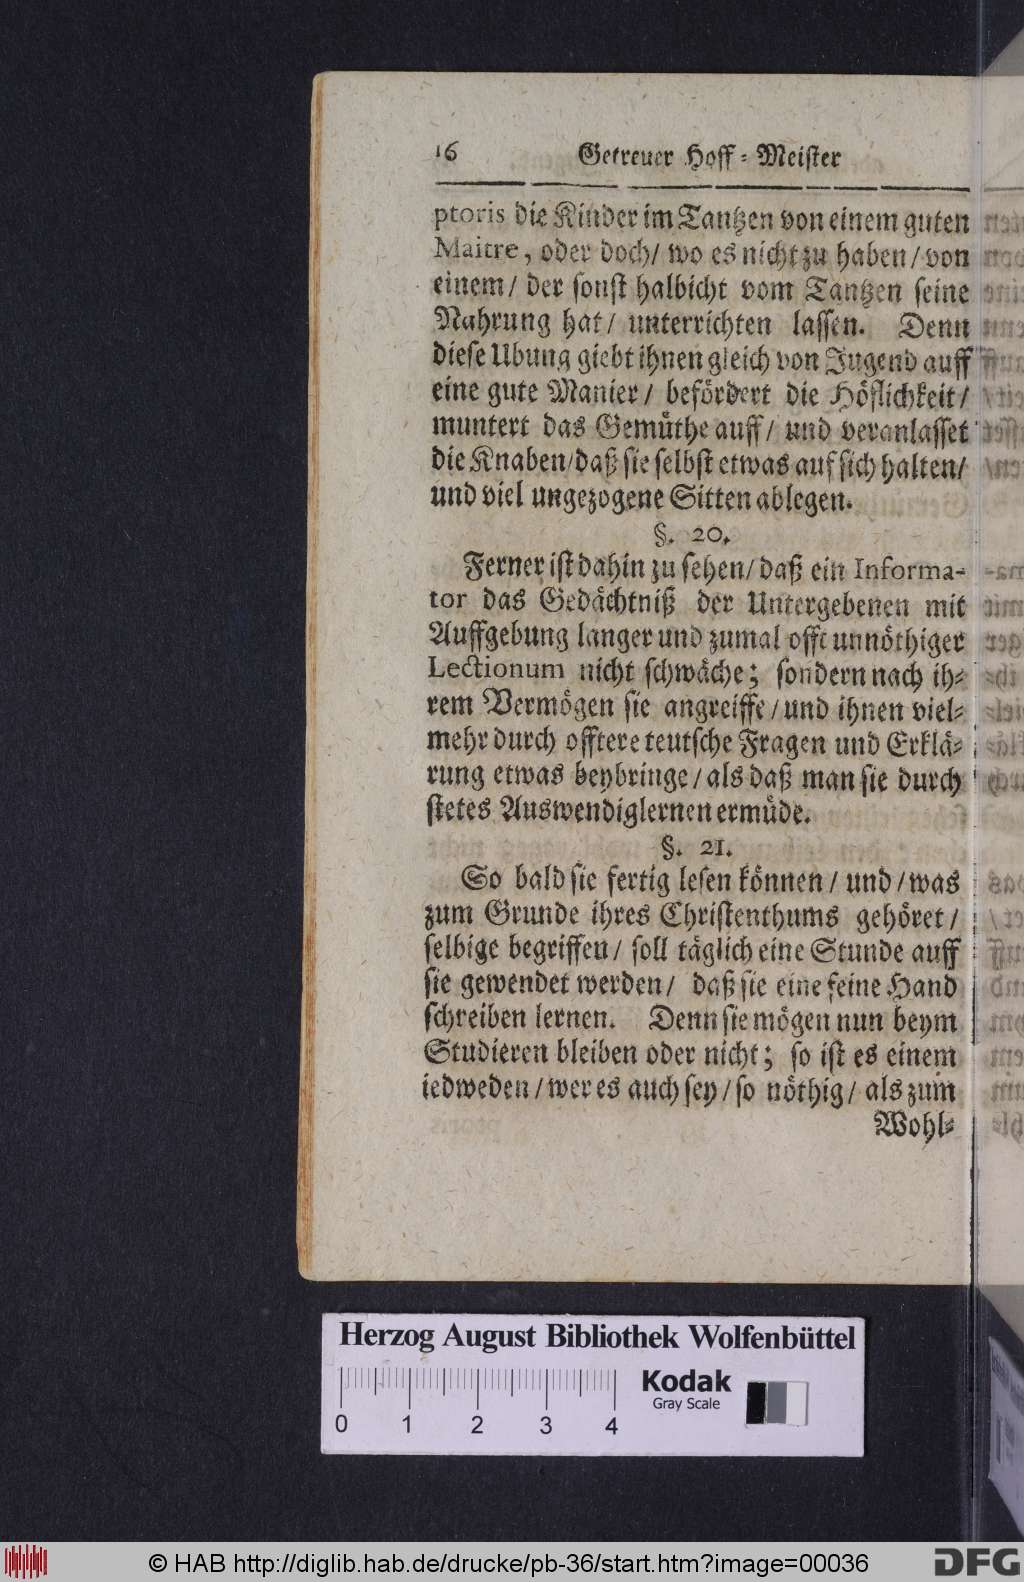 16 Getreuer Hoff-Meister
ptoris die Kinder im Tantzen von einem guten
Maitre, oder doch/ wo es nicht zu haben/ von
einem/ der sonst halbicht vom Tantzen seine
Nahrung hat/ unterrichten lassen. Denn
diese Ubung giebt ihnen gleich von Jugend auff
eine gute Manier/ befördert die Höflichkeit/
muntert das Gemüthe auff/ und veranlasset
die Knaben/ daß sie selbst etwas auf sich halten/
und viel ungezogene Sitten ablegen.
§. 20.
Ferner ist dahin zu sehen/ daß ein Informa-
tor das Gedächtniß der Untergebenen mit
Auffgebung langer und zumal offt unnöthiger
Lectionum nicht schwäche; sondern nach ih-
rem Vermögen sie angreiffe/ und ihnen viel-
mehr durch offtere teutsche Fragen und Erklä-
rung etwas beybringe/ als daß man sie durch
stetes Auswendiglernen ermüde.
§. 21.
So bald sie fertig lesen können/ und/ was
zum Grunde ihres Christenthums gehöret/
selbige begriffen/ soll täglich eine Stunde auff
sie gewendet werden/ daß sie eine feine Hand
schreiben lernen. Denn sie mögen nun beym
Studieren bleiben oder nicht; so ist es einem
iedweden/ wer es auch sey/ so nöthig/ als zum
Wohl-
Herzog August Bibliothek Wolfenbüttel
0 1 2 3 4
Kodak
Gray Scale
© HAB http://diglib.hab.de/drucke/pb-36/start.htm?image=00036
DFG